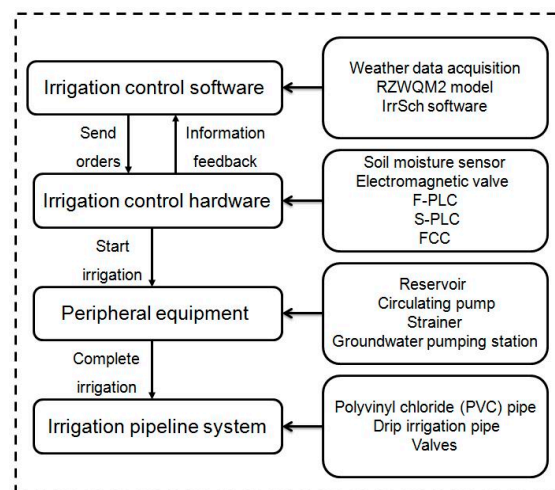 Irrigation control software
Weather data acquisition
RZWQM2 model
IrrSch software
Send
orders
Information
feedback
Irrigation control hardware
Soil moisture sensor
Electromagnetic valve
F-PLC
S-PLC
FCC
Start
irrigation
Peripheral equipment
Reservoir
Circulating pump
Strainer
Groundwater pumping station
Complete
irrigation
Irrigation pipeline system
Polyvinyl chloride (PVC) pipe
Drip irrigation pipe
Valves